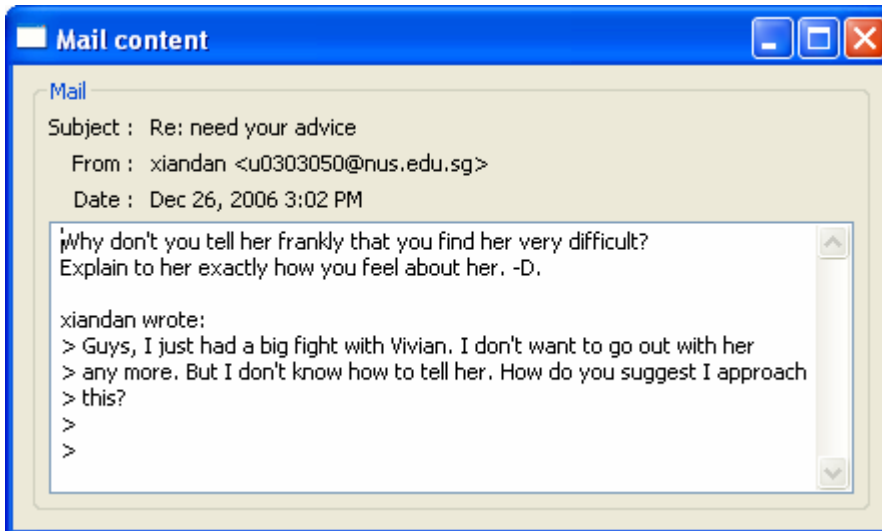 Mail content
Mail
Subject : Re: need your advice
From : xiandan <u0303050@nus.edu.sg>
Date : Dec 26, 2006 3:02 PM
Why don't you tell her frankly that you find her very difficult?
Explain to her exactly how you feel about her. -D.
xiandan wrote:
> Guys, I just had a big fight with Vivian. I don't want to go out with her
> any more. But I don't know how to tell her. How do you suggest I approach
> this?
>
>